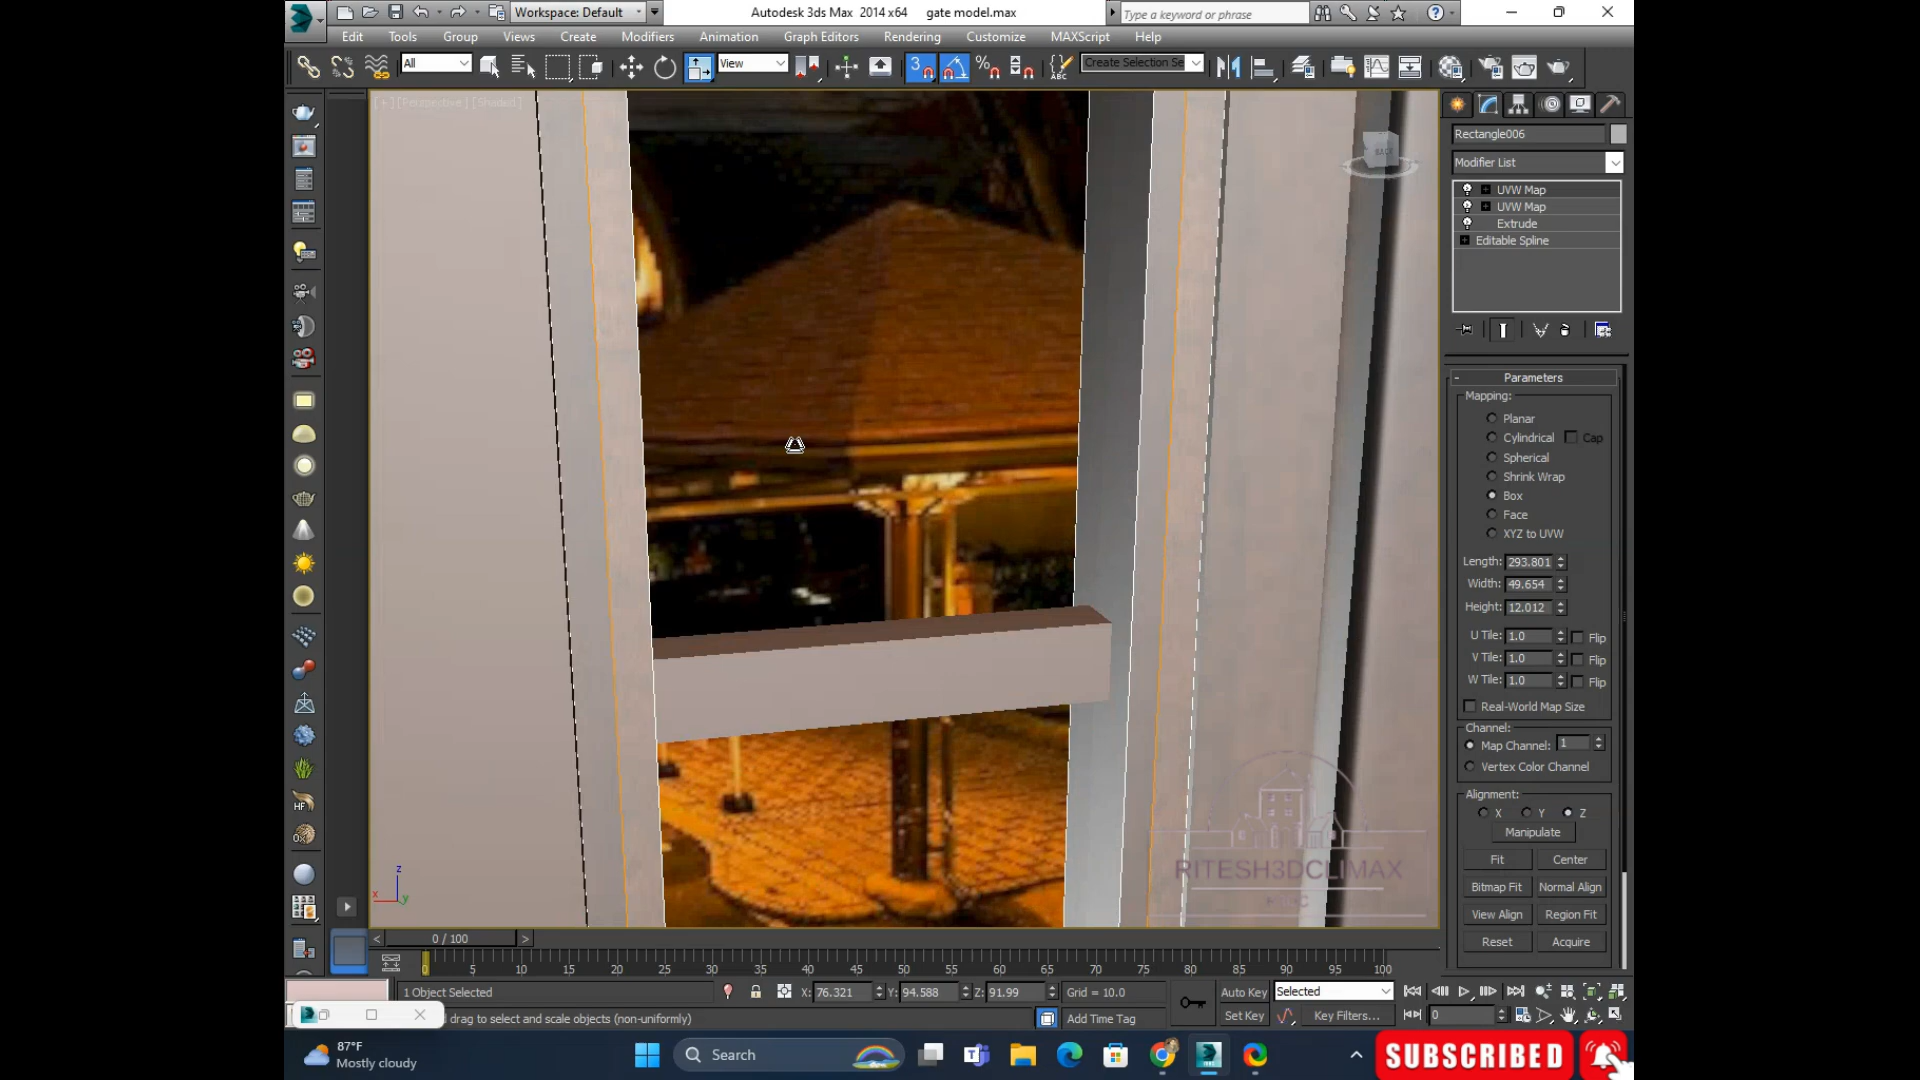 Workspace: Default
Autodesk 3ds Max 2014 x64 gate model.max
Type a keyword or phrase
Edit Tools Group Views Create Modifiers Animation Graph Editors Rendering Customize MAXScript Help
All
View
3
ABC
Create Selection Se
[+] [Perspective] [Shaded]
BACK
Rectangle006
Modifier List
UVW Map
UVW Map
Extrude
Editable Spline
Parameters
Mapping:
Planar
Cylindrical Cap
Spherical
Shrink Wrap
Box
Face
XYZ to UVW
Length: 293.801
Width: 49.654
Height: 12.012
U Tile: 1.0 Flip
V Tile: 1.0 Flip
W Tile: 1.0 Flip
Real-World Map Size
Channel:
Map Channel: 1
Vertex Color Channel
Alignment:
X Y Z
Manipulate
Fit Center
Bitmap Fit Normal Align
View Align Region Fit
Reset Acquire
HF
z
x y
RITESH3DCLIMAX
0 / 100
0 5 10 15 20 25 30 35 40 45 50 55 60 65 70 75 80 85 90 95 100
1 Object Selected X: 76.321 Y: 94.588 Z: 91.99 Grid = 10.0 Auto Key Selected
drag to select and scale objects (non-uniformly) Add Time Tag Set Key Key Filters... 0
87°F
Mostly cloudy
Search
SUBSCRIBED